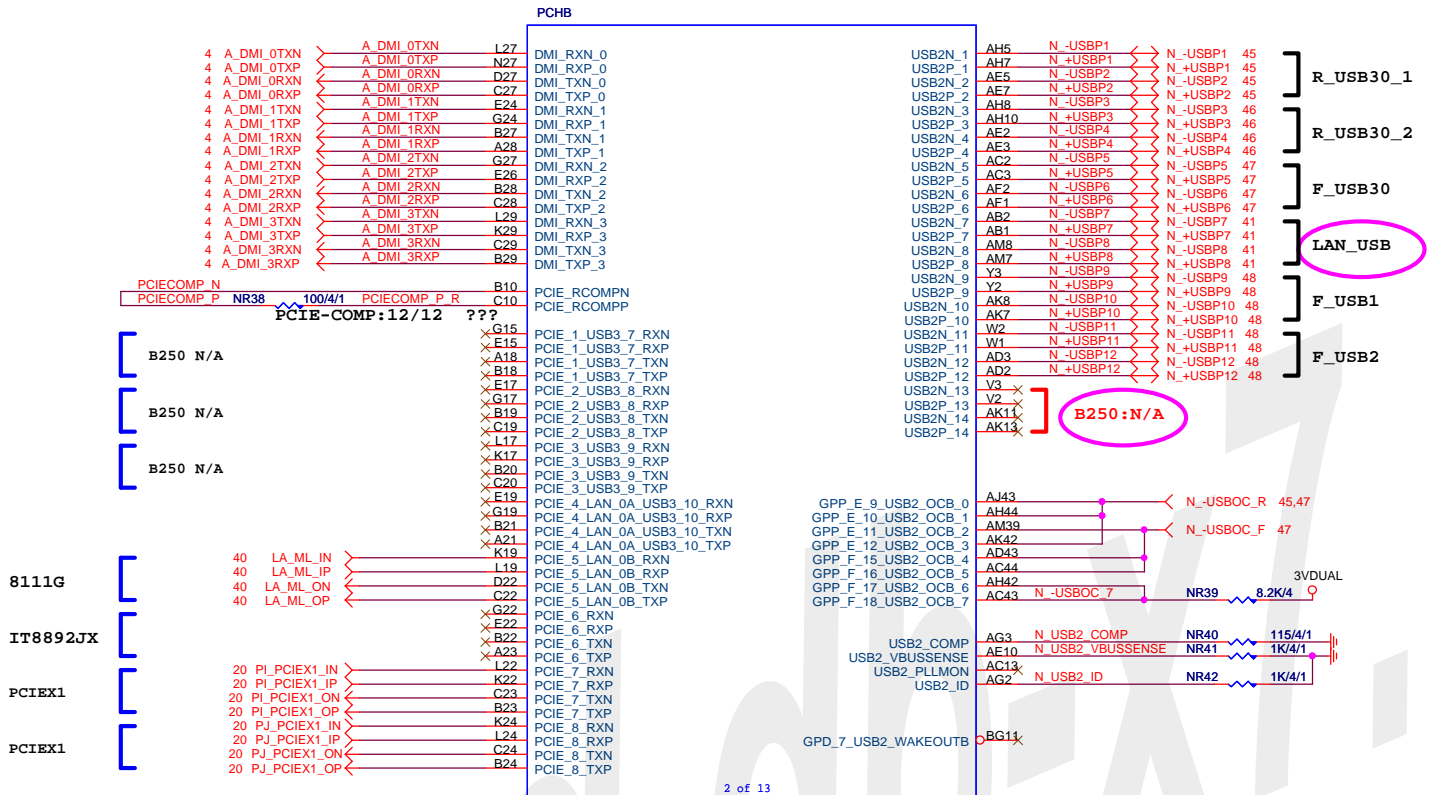 PCHB
4 A_DMI_0TXN A_DMI_0TXN L27 DMI_RXN_0 USB2N_1 AH5 N_-USBP1 N_-USBP1 45
4 A_DMI_0TXP A_DMI_0TXP N27 DMI_RXP_0 USB2P_1 AH7 N_+USBP1 N_+USBP1 45
R_USB30_1
4 A_DMI_0RXN A_DMI_0RXN D27 DMI_TXN_0 USB2N_2 AE5 N_-USBP2 N_-USBP2 45
4 A_DMI_0RXP A_DMI_0RXP C27 DMI_TXP_0 USB2P_2 AE7 N_+USBP2 N_+USBP2 45
4 A_DMI_1TXN A_DMI_1TXN E24 DMI_RXN_1 USB2N_3 AH8 N_-USBP3 N_-USBP3 46
4 A_DMI_1TXP A_DMI_1TXP G24 DMI_RXP_1 USB2P_3 AH10 N_+USBP3 N_+USBP3 46
R_USB30_2
4 A_DMI_1RXN A_DMI_1RXN B27 DMI_TXN_1 USB2N_4 AE2 N_-USBP4 N_-USBP4 46
4 A_DMI_1RXP A_DMI_1RXP A28 DMI_TXP_1 USB2P_4 AE3 N_+USBP4 N_+USBP4 46
4 A_DMI_2TXN A_DMI_2TXN G27 DMI_RXN_2 USB2N_5 AC2 N_-USBP5 N_-USBP5 47
4 A_DMI_2TXP A_DMI_2TXP E26 DMI_RXP_2 USB2P_5 AC3 N_+USBP5 N_+USBP5 47
F_USB30
4 A_DMI_2RXN A_DMI_2RXN B28 DMI_TXN_2 USB2N_6 AF2 N_-USBP6 N_-USBP6 47
4 A_DMI_2RXP A_DMI_2RXP C28 DMI_TXP_2 USB2P_6 AF1 N_+USBP6 N_+USBP6 47
4 A_DMI_3TXN A_DMI_3TXN L29 DMI_RXN_3 USB2N_7 AB2 N_-USBP7 N_-USBP7 41
4 A_DMI_3TXP A_DMI_3TXP K29 DMI_RXP_3 USB2P_7 AB1 N_+USBP7 N_+USBP7 41
LAN_USB
4 A_DMI_3RXN A_DMI_3RXN C29 DMI_TXN_3 USB2N_8 AM8 N_-USBP8 N_-USBP8 41
4 A_DMI_3RXP A_DMI_3RXP B29 DMI_TXP_3 USB2P_8 AM7 N_+USBP8 N_+USBP8 41
USB2N_9 Y3 N_-USBP9 N_-USBP9 48
PCIECOMP_N B10 PCIE_RCOMPN USB2P_9 Y2 N_+USBP9 N_+USBP9 48
F_USB1
PCIECOMP_P NR38 100/4/1 PCIECOMP_P_R C10 PCIE_RCOMPP USB2N_10 AK8 N_-USBP10 N_-USBP10 48
PCIE-COMP:12/12 ??? USB2P_10 AK7 N_+USBP10 N_+USBP10 48
G15 PCIE_1_USB3_7_RXN USB2N_11 W2 N_-USBP11 N_-USBP11 48
E15 PCIE_1_USB3_7_RXP USB2P_11 W1 N_+USBP11 N_+USBP11 48
B250 N/A F_USB2
A18 PCIE_1_USB3_7_TXN USB2N_12 AD3 N_-USBP12 N_-USBP12 48
B18 PCIE_1_USB3_7_TXP USB2P_12 AD2 N_+USBP12 N_+USBP12 48
E17 PCIE_2_USB3_8_RXN USB2N_13 V3
G17 PCIE_2_USB3_8_RXP USB2P_13 V2
B250 N/A B250:N/A
B19 PCIE_2_USB3_8_TXN USB2N_14 AK11
C19 PCIE_2_USB3_8_TXP USB2P_14 AK13
L17 PCIE_3_USB3_9_RXN
K17 PCIE_3_USB3_9_RXP
B250 N/A
B20 PCIE_3_USB3_9_TXN
C20 PCIE_3_USB3_9_TXP
E19 PCIE_4_LAN_0A_USB3_10_RXN GPP_E_9_USB2_OCB_0 AJ43 N_-USBOC_R 45,47
G19 PCIE_4_LAN_0A_USB3_10_RXP GPP_E_10_USB2_OCB_1 AH44
B21 PCIE_4_LAN_0A_USB3_10_TXN GPP_E_11_USB2_OCB_2 AM39 N_-USBOC_F 47
A21 PCIE_4_LAN_0A_USB3_10_TXP GPP_E_12_USB2_OCB_3 AK42
40 LA_ML_IN K19 PCIE_5_LAN_0B_RXN GPP_F_15_USB2_OCB_4 AD43
40 LA_ML_IP L19 PCIE_5_LAN_0B_RXP GPP_F_16_USB2_OCB_5 AC44
8111G 3VDUAL
40 LA_ML_ON D22 PCIE_5_LAN_0B_TXN GPP_F_17_USB2_OCB_6 AH42
40 LA_ML_OP C22 PCIE_5_LAN_0B_TXP GPP_F_18_USB2_OCB_7 AC43 N_-USBOC_7 NR39 8.2K/4
G22 PCIE_6_RXN
E22 PCIE_6_RXP
IT8892JX
B22 PCIE_6_TXN USB2_COMP AG3 N_USB2_COMP NR40 115/4/1
A23 PCIE_6_TXP USB2_VBUSSENSE AE10 N_USB2_VBUSSENSE NR41 1K/4/1
20 PI_PCIEX1_IN L22 PCIE_7_RXN USB2_PLLMON AC13
20 PI_PCIEX1_IP K22 PCIE_7_RXP USB2_ID AG2 N_USB2_ID NR42 1K/4/1
PCIEX1
20 PI_PCIEX1_ON C23 PCIE_7_TXN
20 PI_PCIEX1_OP B23 PCIE_7_TXP
20 PJ_PCIEX1_IN K24 PCIE_8_RXN
20 PJ_PCIEX1_IP L24 PCIE_8_RXP GPD_7_USB2_WAKEOUTB BG11
PCIEX1
20 PJ_PCIEX1_ON C24 PCIE_8_TXN
20 PJ_PCIEX1_OP B24 PCIE_8_TXP
2 of 13